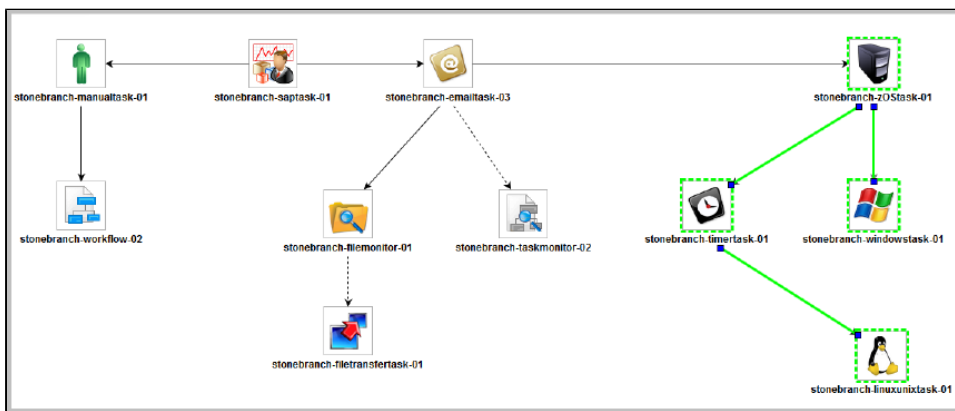 stonebranch-manualtask-01
stonebranch-saptask-01
stonebranch-emailtask-03
stonebranch-zOStask-01
stonebranch-workflow-02
stonebranch-filemonitor-01
stonebranch-taskmonitor-02
stonebranch-timertask-01
stonebranch-windowstask-01
stonebranch-filetransfertask-01
stonebranch-linuxunixtask-01